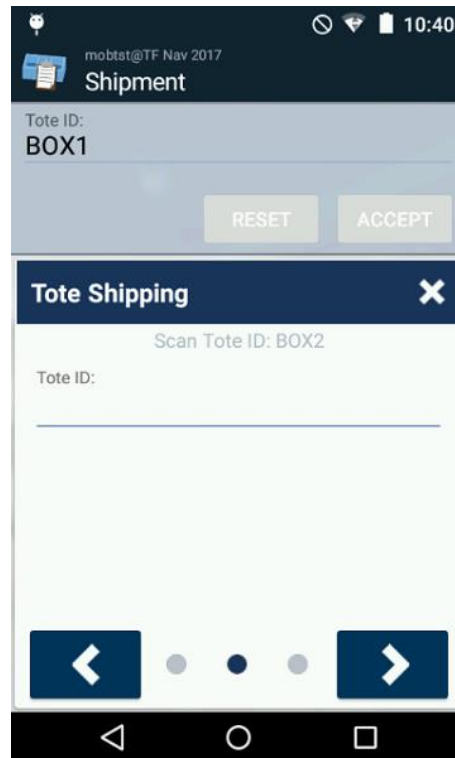 10:40
mobtst@TF Nav 2017
Shipment
Tote ID:
BOX1
RESET ACCEPT
Tote Shipping
Scan Tote ID: BOX2
Tote ID: